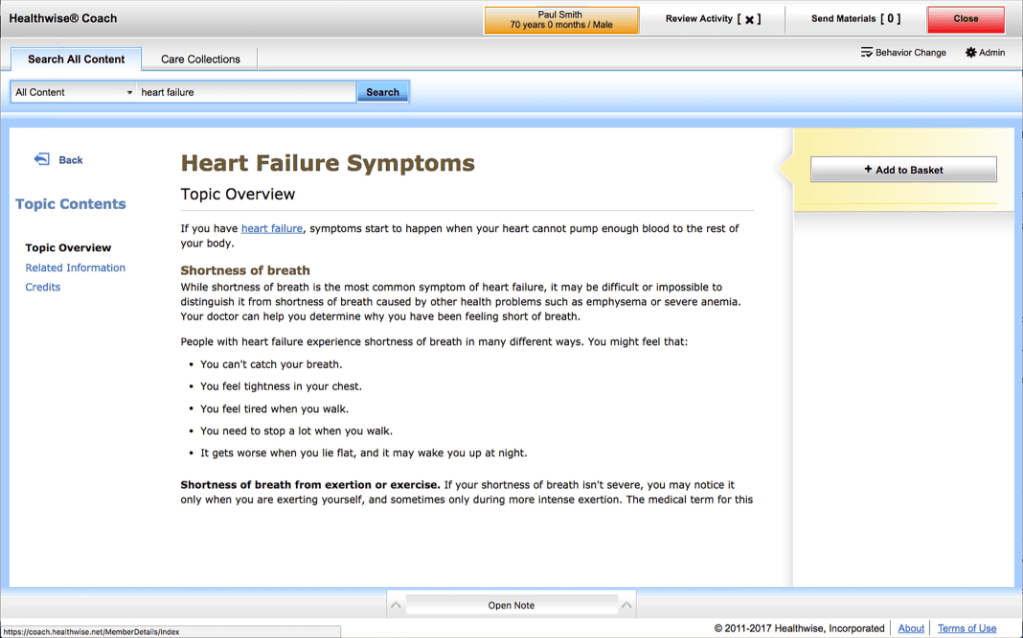 Healthwise® Coach
Paul Smith
70 years 0 months / Male
Review Activity [ x ]
Send Materials [ 0 ]
Close
Search All Content
Care Collections
Behavior Change
Admin
All Content
heart failure
Search
Back
Topic Contents
Topic Overview
Related Information
Credits
Heart Failure Symptoms
Topic Overview
If you have heart failure, symptoms start to happen when your heart cannot pump enough blood to the rest of
your body.
Shortness of breath
While shortness of breath is the most common symptom of heart failure, it may be difficult or impossible to
distinguish it from shortness of breath caused by other health problems such as emphysema or severe anemia.
Your doctor can help you determine why you have been feeling short of breath.
People with heart failure experience shortness of breath in many different ways. You might feel that:
• You can't catch your breath.
• You feel tightness in your chest.
• You feel tired when you walk.
• You need to stop a lot when you walk.
• It gets worse when you lie flat, and it may wake you up at night.
Shortness of breath from exertion or exercise. If your shortness of breath isn't severe, you may notice it
only when you are exerting yourself, and sometimes only during more intense exertion. The medical term for this
+ Add to Basket
Open Note
https://coach.healthwise.net/MemberDetails/Index
© 2011-2017 Healthwise, Incorporated
About
Terms of Use